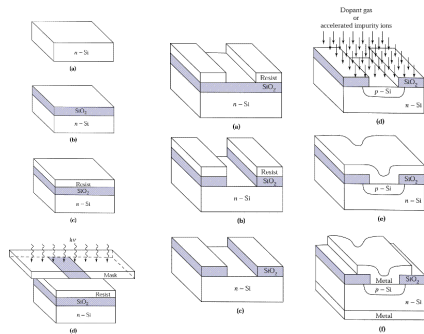 n − Si
(a)
SiO2
n − Si
(b)
Resist
SiO2
n − Si
(c)
hν
Mask
Resist
SiO2
n − Si
(d)
Resist
SiO2
n − Si
(a)
Resist
SiO2
n − Si
(b)
SiO2
n − Si
(c)
Dopant gas
or
accelerated impurity ions
SiO2
p − Si
n − Si
(d)
SiO2
p − Si
n − Si
(e)
Metal
SiO2
p − Si
n − Si
Metal
(f)